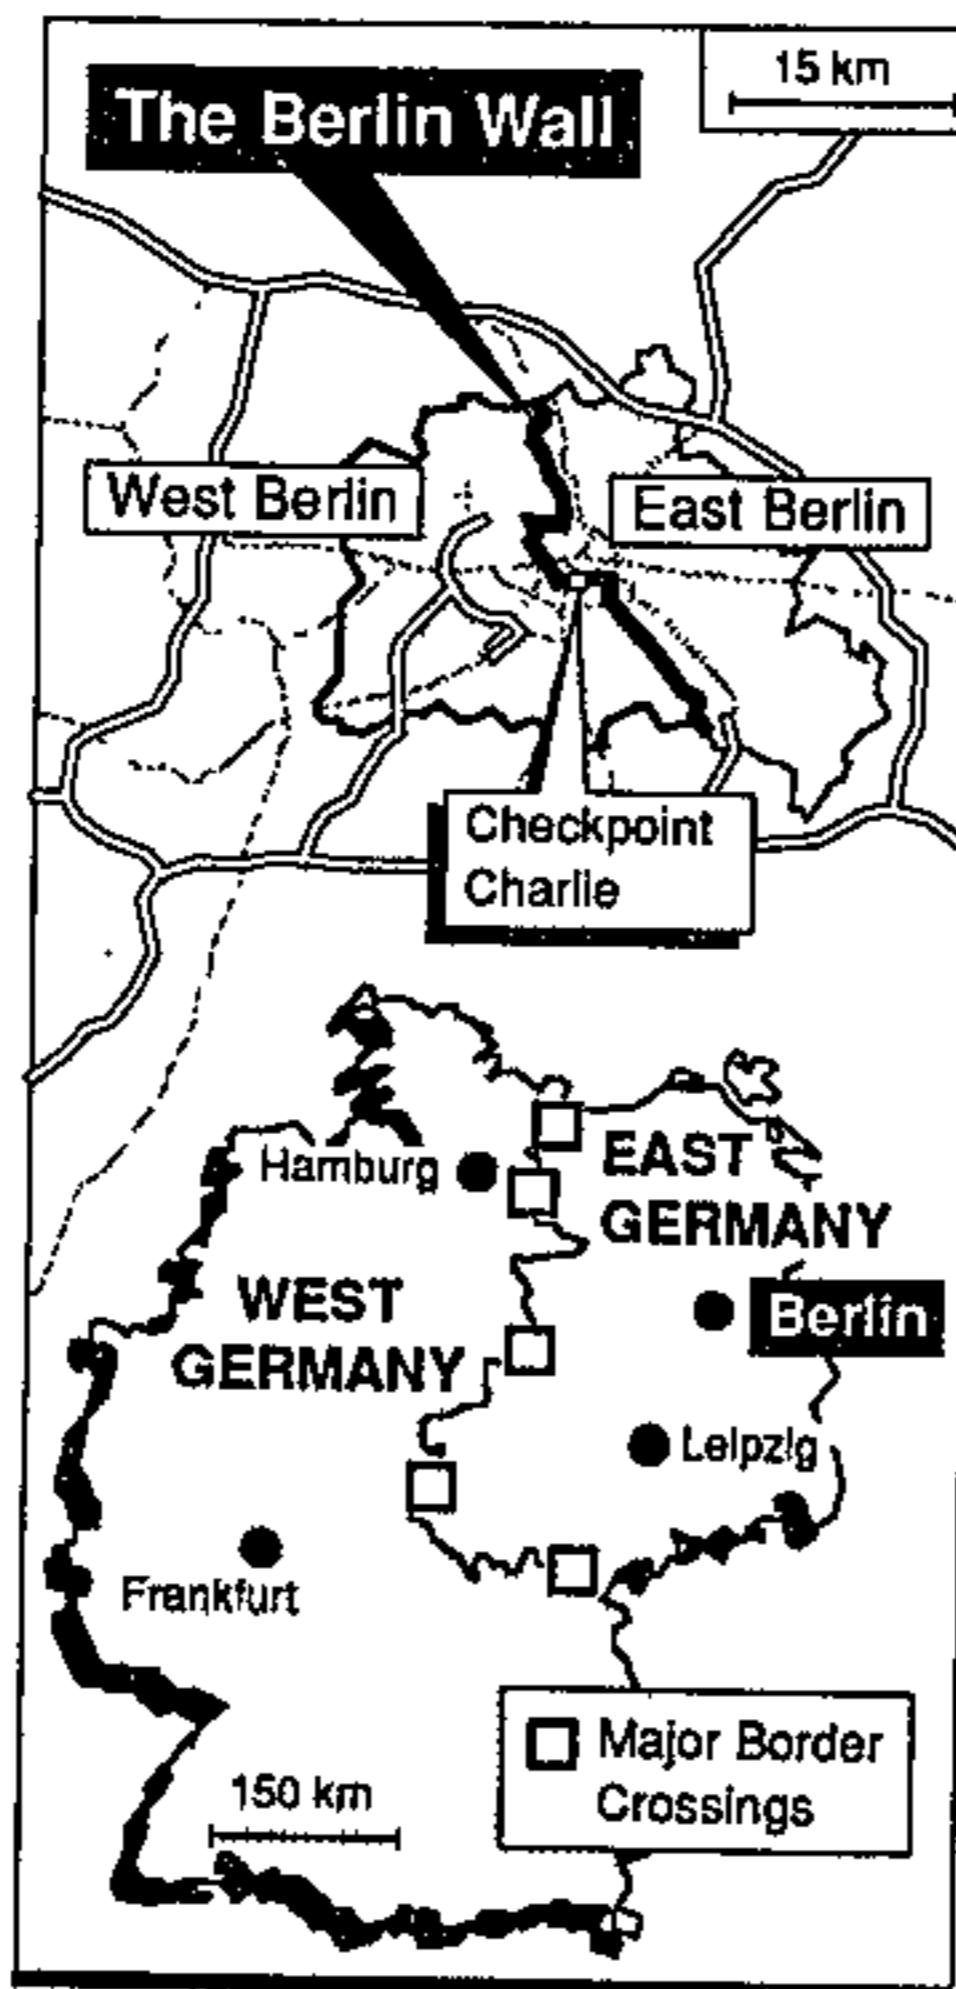 15 km
The Berlin Wall
West Berlin
East Berlin
Checkpoint
Charlie
Hamburg
EAST
GERMANY
WEST
GERMANY
Berlin
Leipzig
Frankfurt
Major Border
Crossings
150 km